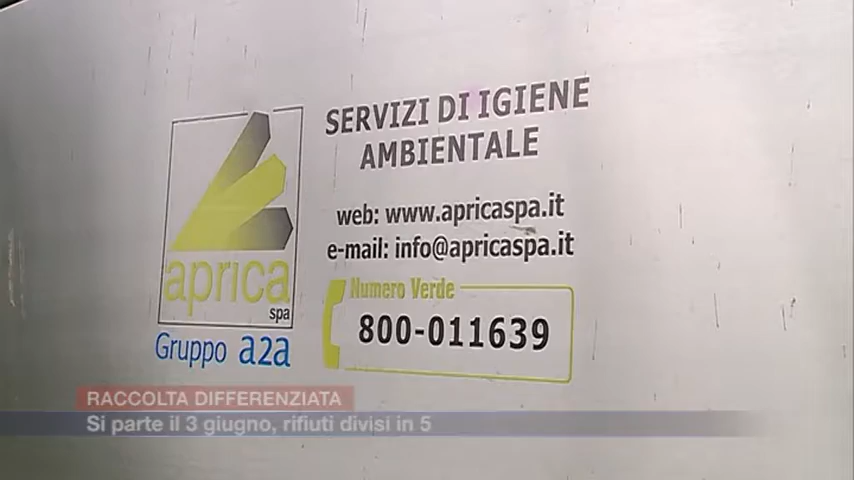 SERVIZI DI IGIENE
AMBIENTALE
web: www.apricaspa.it
e-mail: info@apricaspa.it
Numero Verde
800-011639
aprica
spa
Gruppo a2a
RACCOLTA DIFFERENZIATA
Si parte il 3 giugno, rifiuti divisi in 5